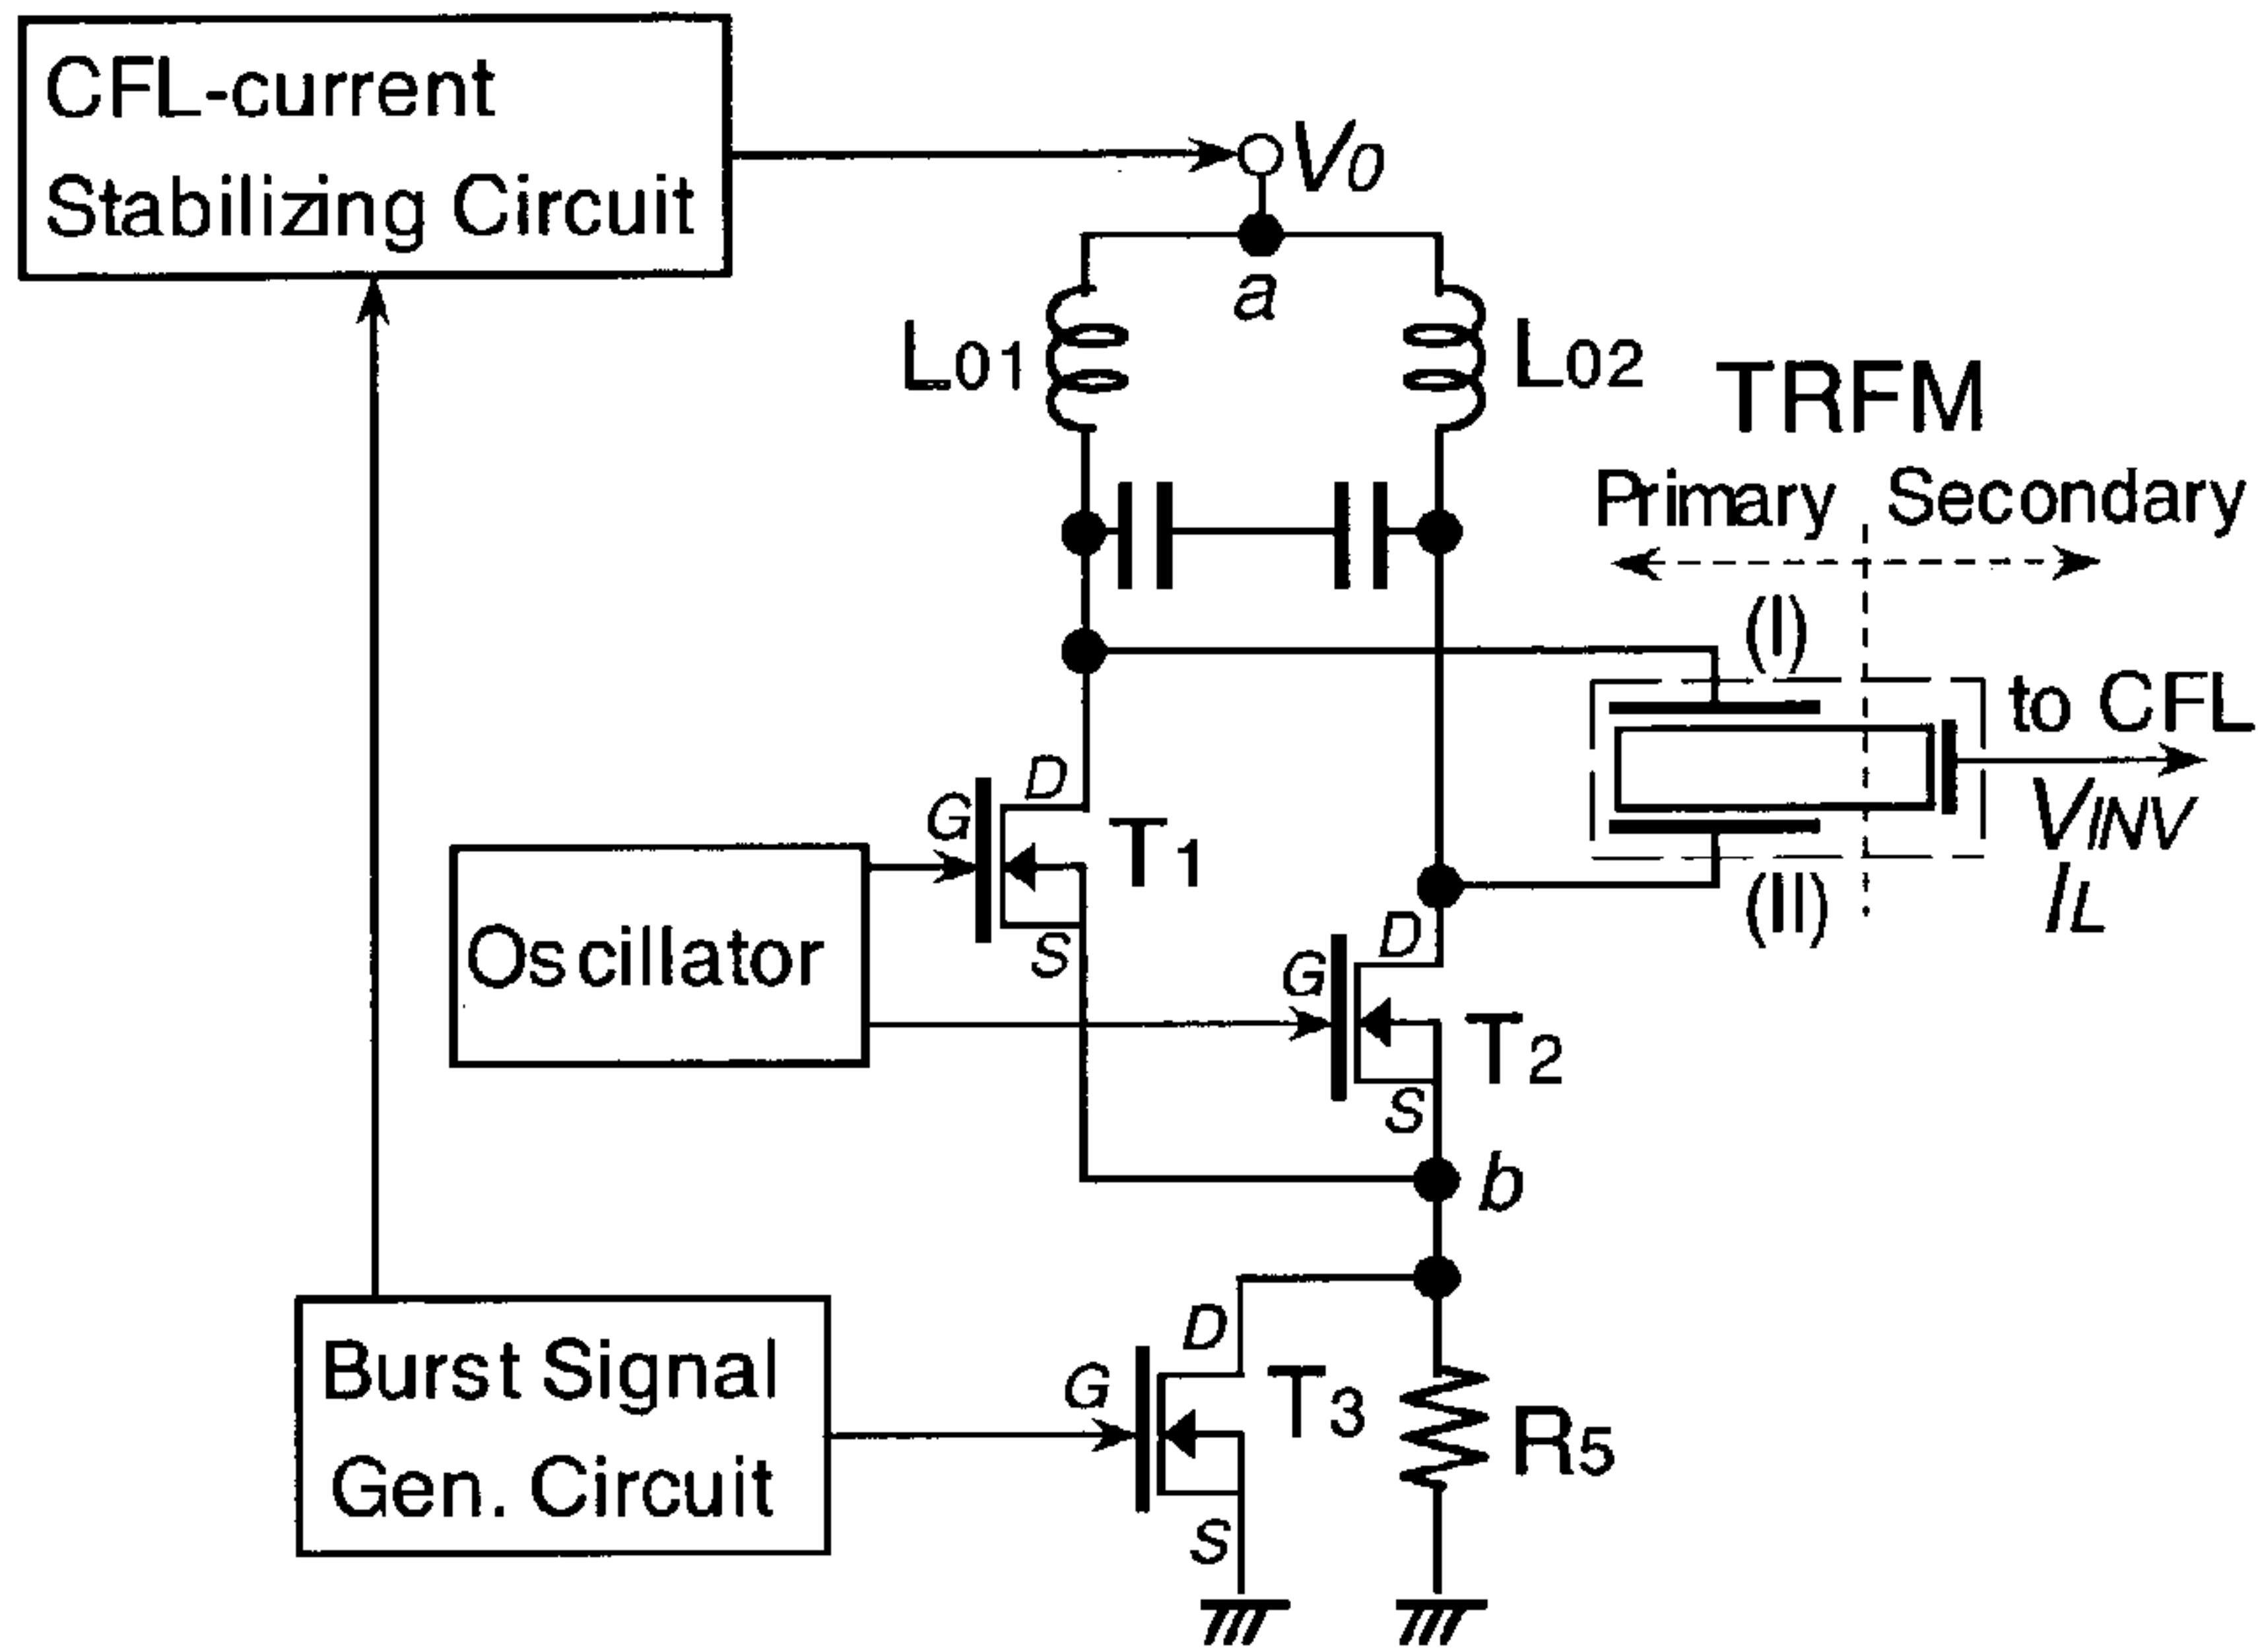 CFL-current
Stabilizing Circuit
V0
a
L01
L02
TRFM
Primary
Secondary
(I)
to CFL
VINV
IL
(II)
G
D
T1
S
Oscillator
G
D
T2
S
b
Burst Signal
Gen. Circuit
G
D
T3
S
R5